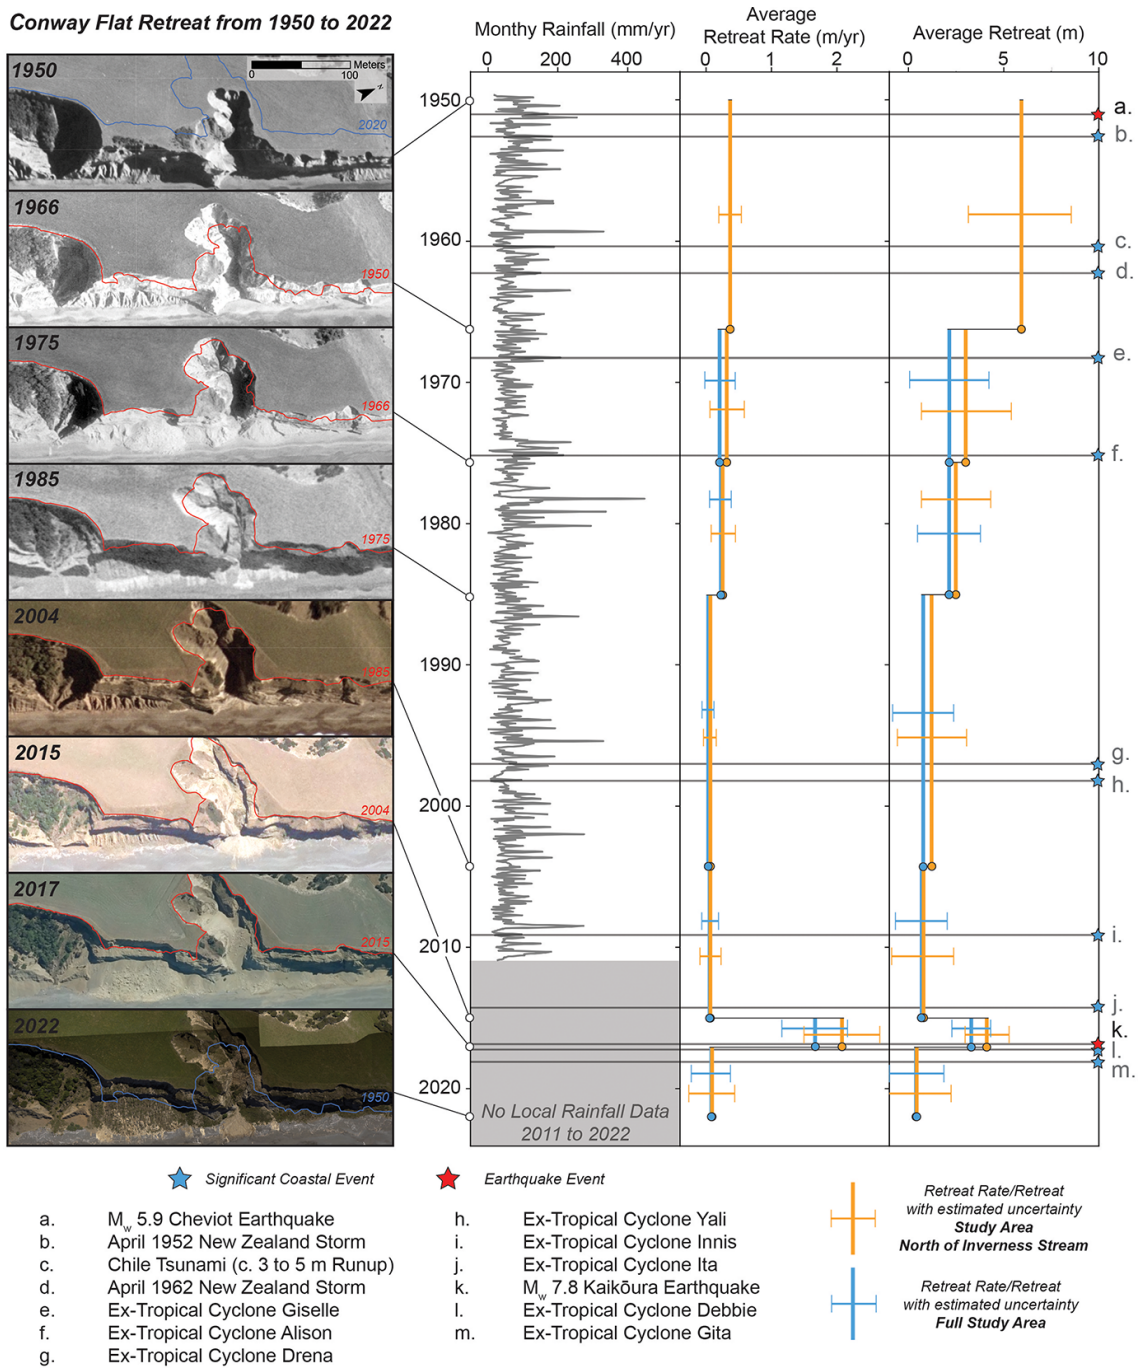 Conway Flat Retreat from 1950 to 2022
Monthy Rainfall (mm/yr)
Average
Retreat Rate (m/yr)
Average Retreat (m)
0 200 400
0 1 2
0 5 10
1950
Meters
0 100
z
2020
1966
1950
1975
1966
1985
1975
2004
1985
2015
2004
2017
2015
2022
1950
1950
1960
1970
1980
1990
2000
2010
2020
No Local Rainfall Data
2011 to 2022
a.
b.
c.
d.
e.
f.
g.
h.
i.
j.
k.
l.
m.
Significant Coastal Event
Earthquake Event
a. Mw 5.9 Cheviot Earthquake
b. April 1952 New Zealand Storm
c. Chile Tsunami (c. 3 to 5 m Runup)
d. April 1962 New Zealand Storm
e. Ex-Tropical Cyclone Giselle
f. Ex-Tropical Cyclone Alison
g. Ex-Tropical Cyclone Drena
h. Ex-Tropical Cyclone Yali
i. Ex-Tropical Cyclone Innis
j. Ex-Tropical Cyclone Ita
k. Mw 7.8 Kaikōura Earthquake
l. Ex-Tropical Cyclone Debbie
m. Ex-Tropical Cyclone Gita
Retreat Rate/Retreat
with estimated uncertainty
Study Area
North of Inverness Stream
Retreat Rate/Retreat
with estimated uncertainty
Full Study Area